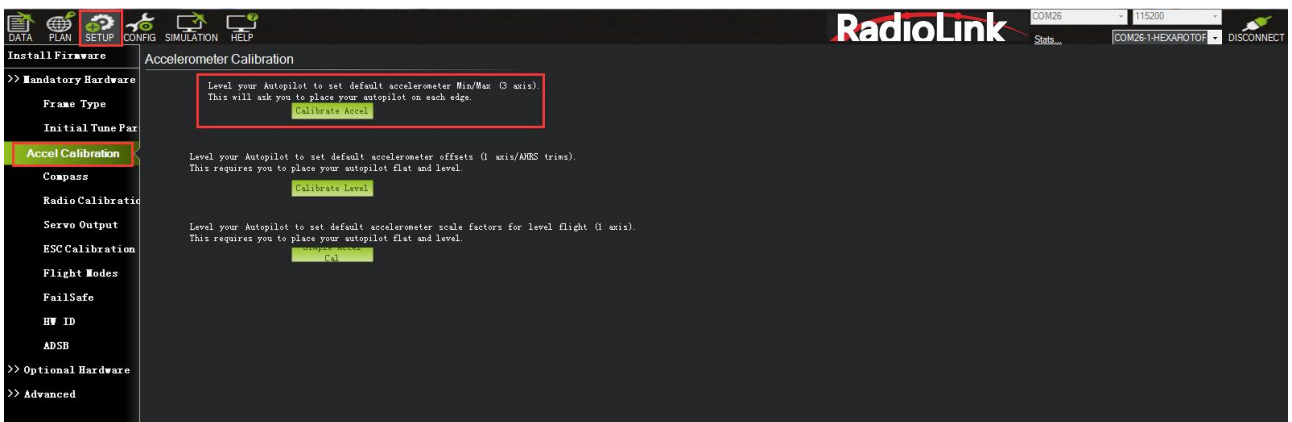 DATA PLAN SETUP CONFIG SIMULATION HELP
RadioLink
COM26
115200
Stats...
COM26-1-HEXAROTOF
DISCONNECT
Install Firmware
>> Mandatory Hardware
Frame Type
Initial Tune Par
Accel Calibration
Compass
Radio Calibratio
Servo Output
ESC Calibration
Flight Modes
FailSafe
HW ID
ADSB
>> Optional Hardware
>> Advanced
Accelerometer Calibration
Level your Autopilot to set default accelerometer Min/Max (3 axis).
This will ask you to place your autopilot on each edge.
Calibrate Accel
Level your Autopilot to set default accelerometer offsets (1 axis/AHRS trims).
This requires you to place your autopilot flat and level.
Calibrate Level
Level your Autopilot to set default accelerometer scale factors for level flight (1 axis).
This requires you to place your autopilot flat and level.
Simple Accel
Cal